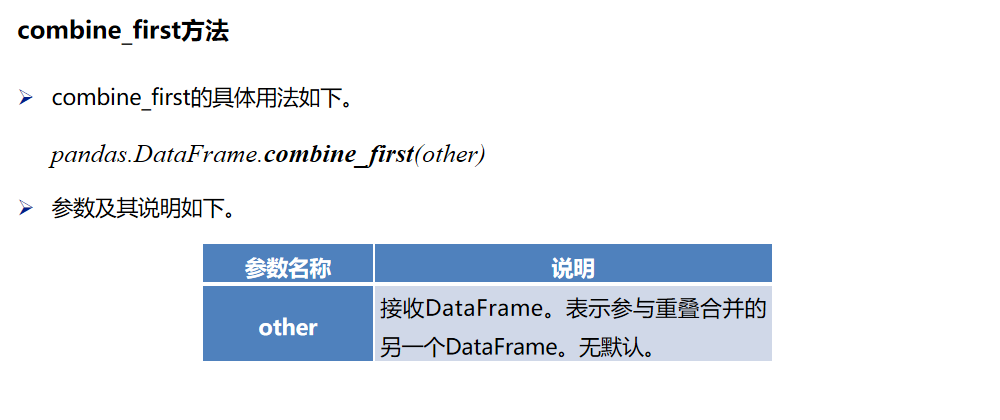 combine_first方法
combine_first的具体用法如下。
pandas.DataFrame.combine_first(other)
参数及其说明如下。
参数名称 说明
other 接收DataFrame。表示参与重叠合并的
另一个DataFrame。无默认。